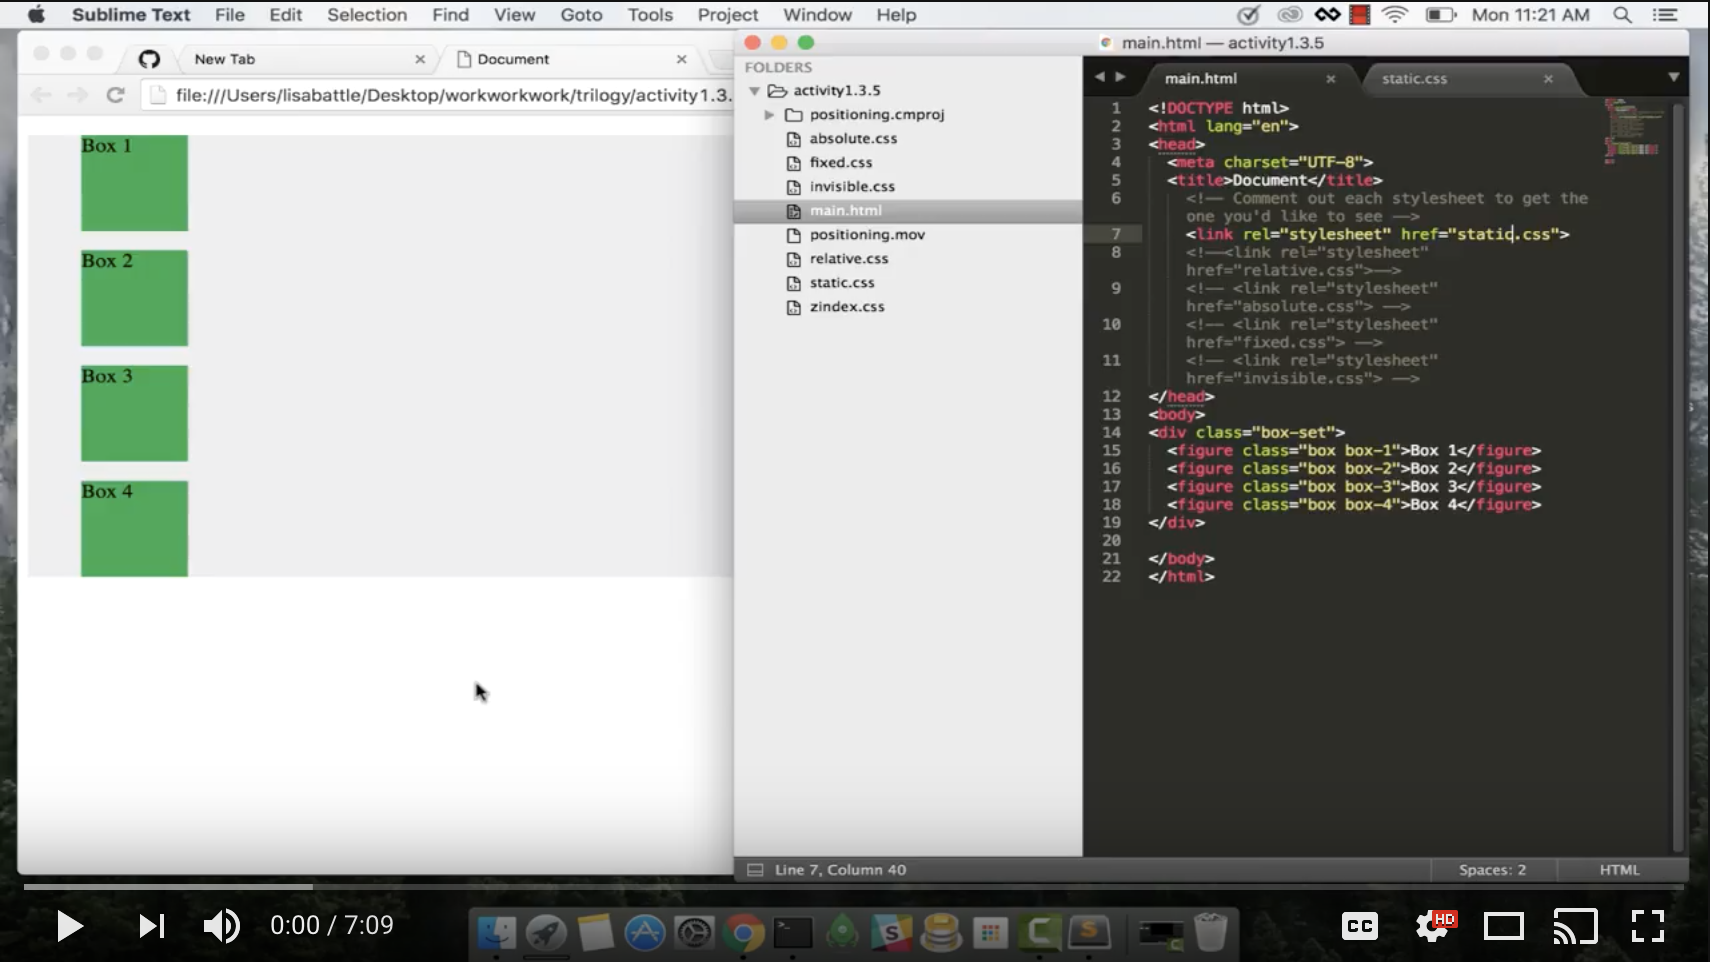 Sublime Text File Edit Selection Find View Goto Tools Project Window Help Mon 11:21 AM
New Tab
Document
file:///Users/lisabattle/Desktop/workworkwork/trilogy/activity1.3.
Box 1
Box 2
Box 3
Box 4
main.html — activity1.3.5
FOLDERS
activity1.3.5
positioning.cmproj
absolute.css
fixed.css
invisible.css
main.html
positioning.mov
relative.css
static.css
zindex.css
main.html
static.css
1 <!DOCTYPE html>
2 <html lang="en">
3 <head>
4 <meta charset="UTF-8">
5 <title>Document</title>
6 <!-- Comment out each stylesheet to get the
one you'd like to see -->
7 <link rel="stylesheet" href="static.css">
8 <!--<link rel="stylesheet"
href="relative.css">-->
9 <!-- <link rel="stylesheet"
href="absolute.css"> -->
10 <!-- <link rel="stylesheet"
href="fixed.css"> -->
11 <!-- <link rel="stylesheet"
href="invisible.css"> -->
12 </head>
13 <body>
14 <div class="box-set">
15 <figure class="box box-1">Box 1</figure>
16 <figure class="box box-2">Box 2</figure>
17 <figure class="box box-3">Box 3</figure>
18 <figure class="box box-4">Box 4</figure>
19 </div>
20
21 </body>
22 </html>
Line 7, Column 40
Spaces: 2
HTML
0:00 / 7:09
CC
HD